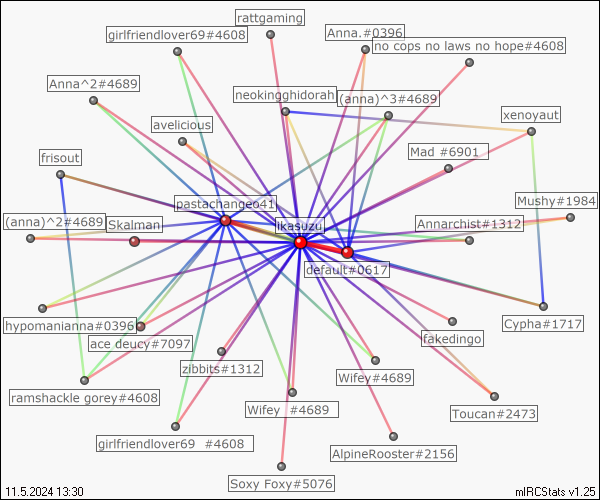 rattgaming
girlfriendlover69#4608
Anna.#0396
no cops no laws no hope#4608
Anna^2#4689
neokingghidorah
(anna)^3#4689
xenoyaut
avelicious
frisout
Mad #6901
pastachangeo41
Mushy#1984
(anna)^2#4689
Skalman
Ikasuzu
Annarchist#1312
default#0617
hypomanianna#0396
Cypha#1717
ace deucy#7097
fakedingo
zibbits#1312
Wifey#4689
ramshackle gorey#4608
Wifey #4689
Toucan#2473
girlfriendlover69 #4608
AlpineRooster#2156
Soxy Foxy#5076
11.5.2024 13:30
mIRCStats v1.25